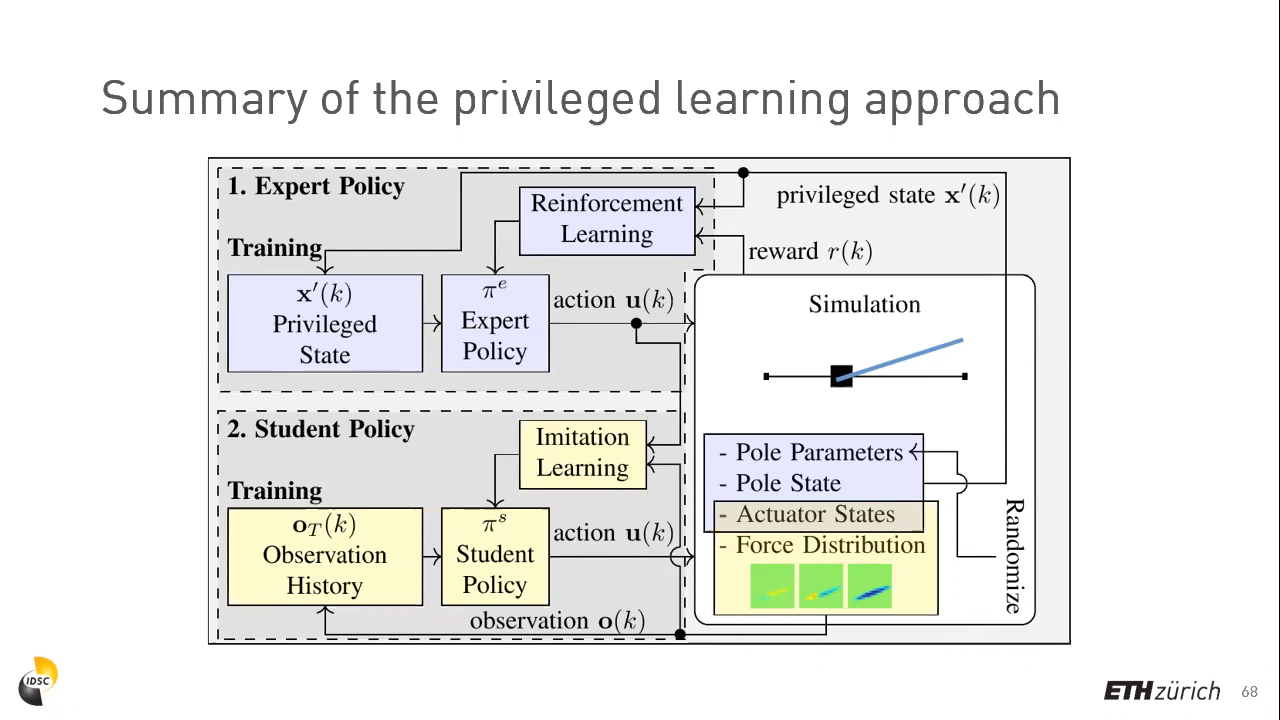 Summary of the privileged learning approach
1. Expert Policy
Training
x′(k)
Privileged
State
πᵉ
Expert
Policy
Reinforcement
Learning
action u(k)
privileged state x′(k)
reward r(k)
Simulation
2. Student Policy
Training
o_T(k)
Observation
History
πˢ
Student
Policy
Imitation
Learning
action u(k)
observation o(k)
- Pole Parameters
- Pole State
- Actuator States
- Force Distribution
Randomize
IDSC
ETH zürich
68